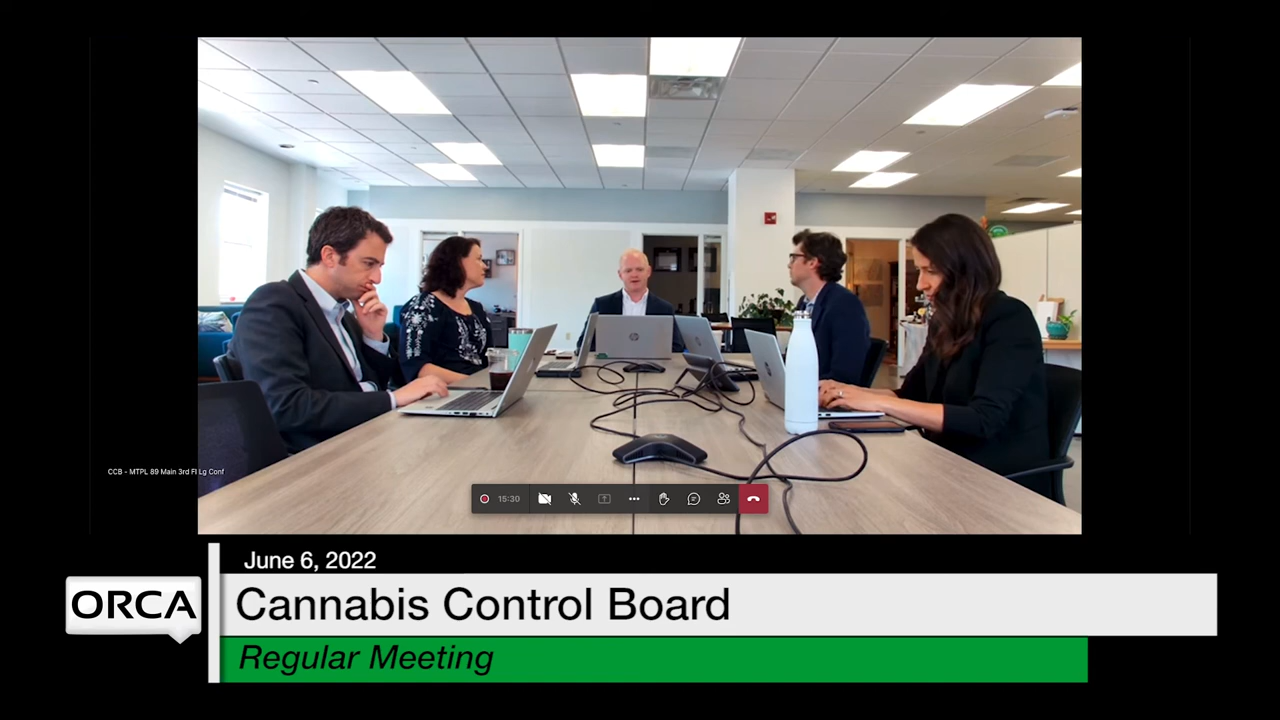 CCB - MTPL 89 Main 3rd Fl Lg Conf
15:30
June 6, 2022
ORCA
Cannabis Control Board
Regular Meeting